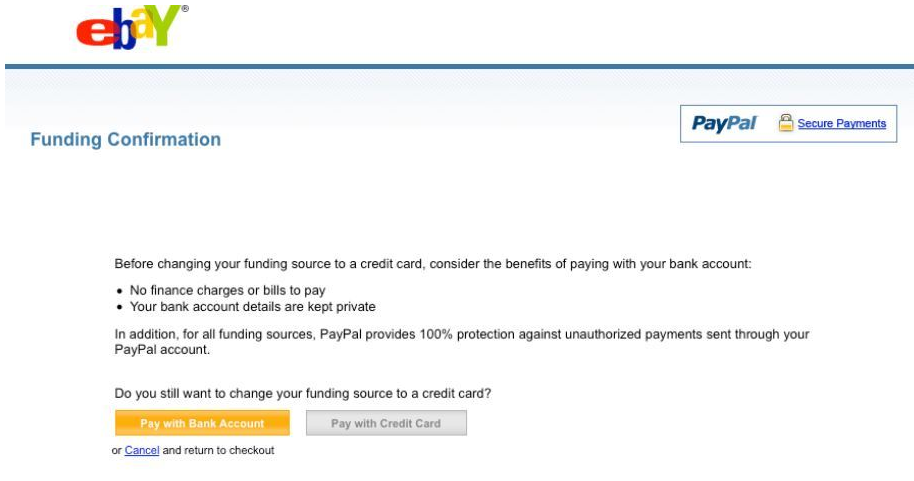 ebaY®
PayPal Secure Payments
Funding Confirmation
Before changing your funding source to a credit card, consider the benefits of paying with your bank account:
• No finance charges or bills to pay
• Your bank account details are kept private
In addition, for all funding sources, PayPal provides 100% protection against unauthorized payments sent through your
PayPal account.
Do you still want to change your funding source to a credit card?
Pay with Bank Account Pay with Credit Card
or Cancel and return to checkout